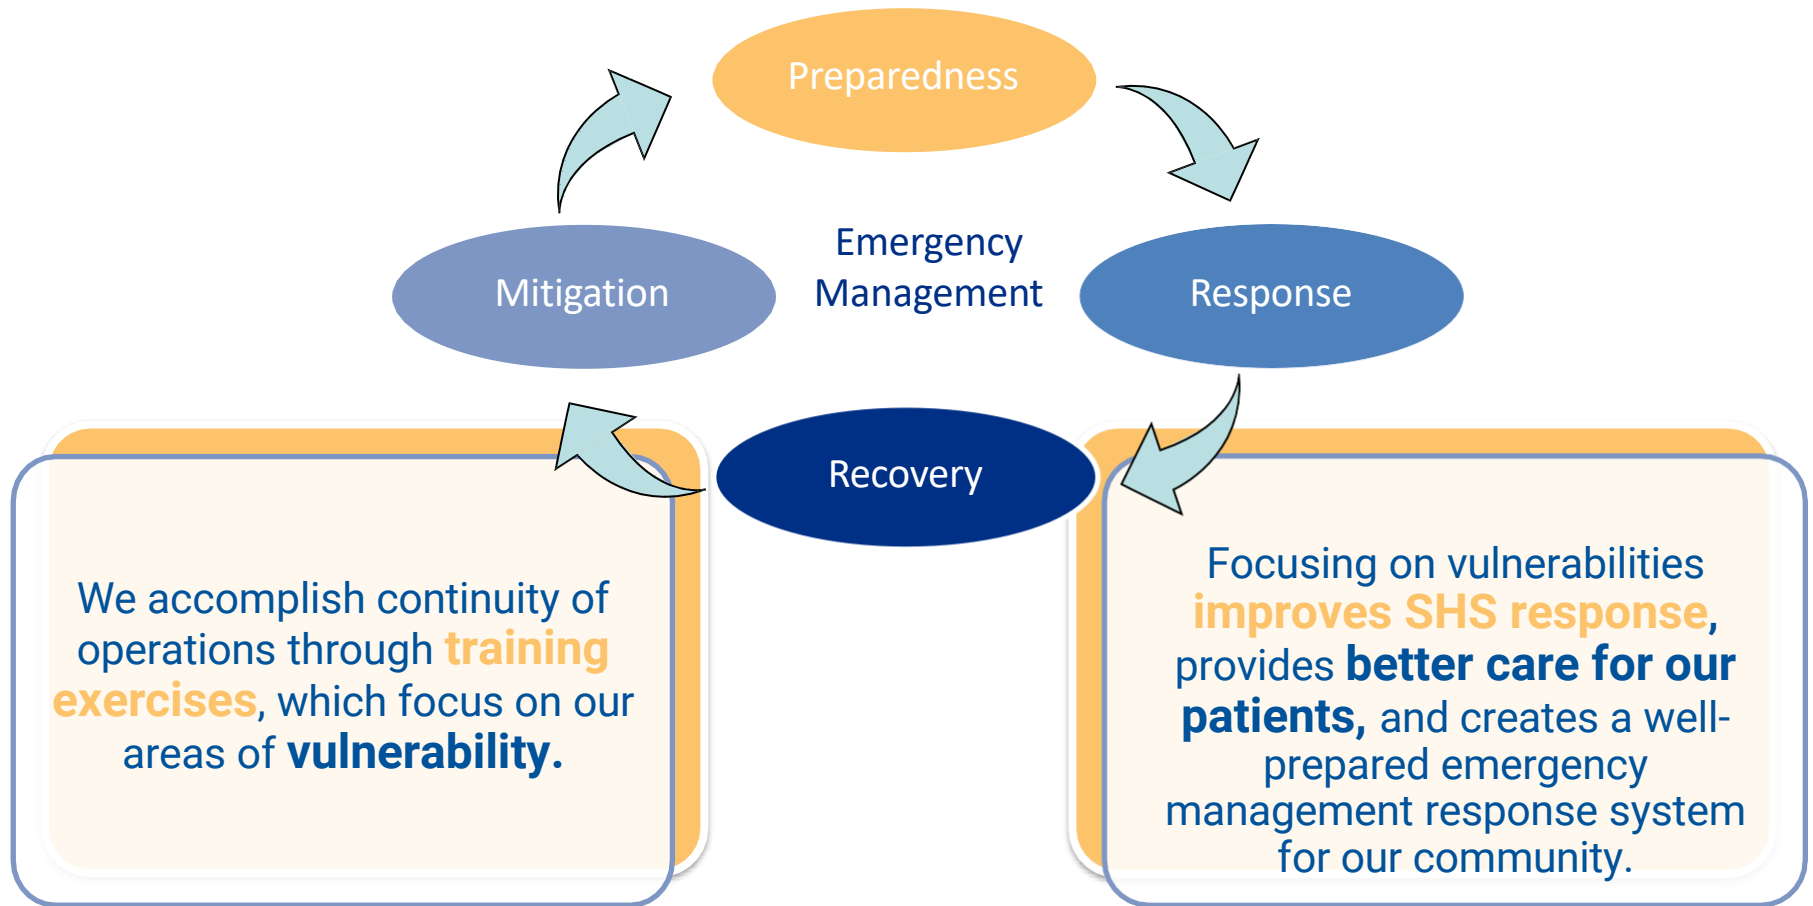 Preparedness
Emergency
Management
Mitigation
Response
Recovery
We accomplish continuity of
operations through training
exercises, which focus on our
areas of vulnerability.
Focusing on vulnerabilities
improves SHS response,
provides better care for our
patients, and creates a well-
prepared emergency
management response system
for our community.